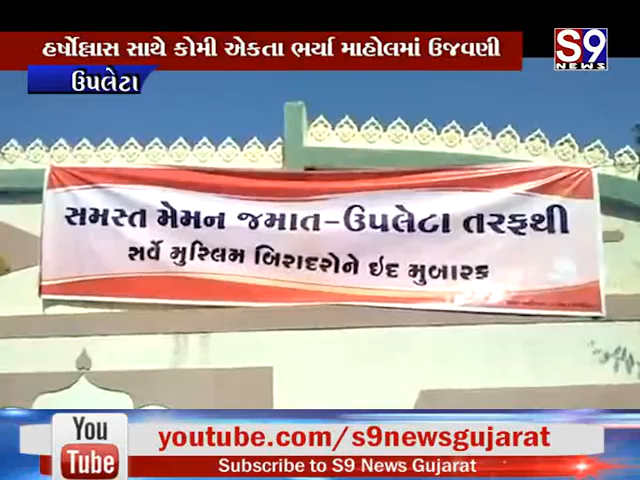 હર્ષોલ્લાસ સાથે કોમી એકતા ભર્યા માહોલમાં ઉજવણી
S9
NEWS
ઉપલેટા
સમસ્ત મેમન જમાત-ઉપલેટા તરફથી
સર્વે મુસ્લિમ બિરાદરોને ઇદ મુબારક
You
Tube
youtube.com/s9newsgujarat
Subscribe to S9 News Gujarat